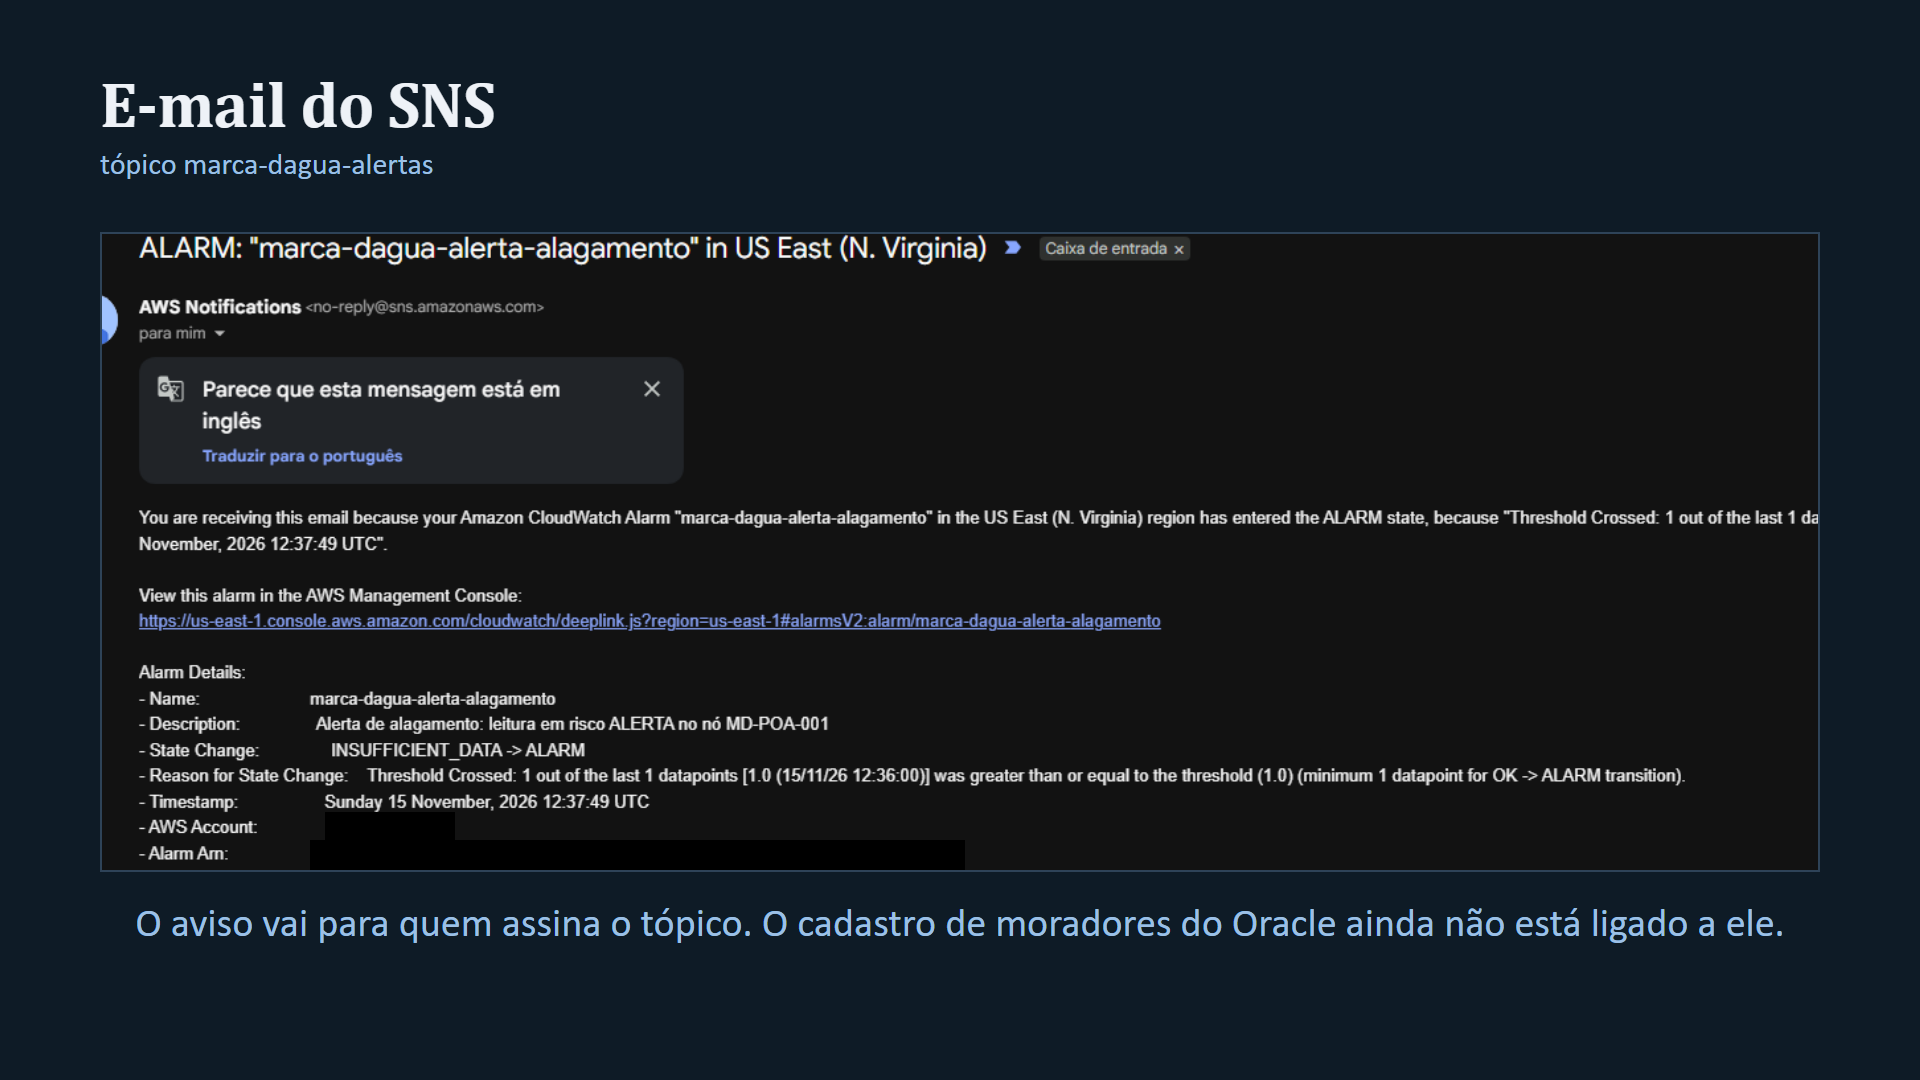 E-mail do SNS
tópico marca-dagua-alertas
ALARM: "marca-dagua-alerta-alagamento" in US East (N. Virginia) Caixa de entrada ×
AWS Notifications <no-reply@sns.amazonaws.com>
para mim
Parece que esta mensagem está em
inglês
Traduzir para o português
You are receiving this email because your Amazon CloudWatch Alarm "marca-dagua-alerta-alagamento" in the US East (N. Virginia) region has entered the ALARM state, because "Threshold Crossed: 1 out of the last 1 da
November, 2026 12:37:49 UTC".
View this alarm in the AWS Management Console:
https://us-east-1.console.aws.amazon.com/cloudwatch/deeplink.js?region=us-east-1#alarmsV2:alarm/marca-dagua-alerta-alagamento
Alarm Details:
- Name: marca-dagua-alerta-alagamento
- Description: Alerta de alagamento: leitura em risco ALERTA no nó MD-POA-001
- State Change: INSUFFICIENT_DATA -> ALARM
- Reason for State Change: Threshold Crossed: 1 out of the last 1 datapoints [1.0 (15/11/26 12:36:00)] was greater than or equal to the threshold (1.0) (minimum 1 datapoint for OK -> ALARM transition).
- Timestamp: Sunday 15 November, 2026 12:37:49 UTC
- AWS Account:
- Alarm Arn:
O aviso vai para quem assina o tópico. O cadastro de moradores do Oracle ainda não está ligado a ele.